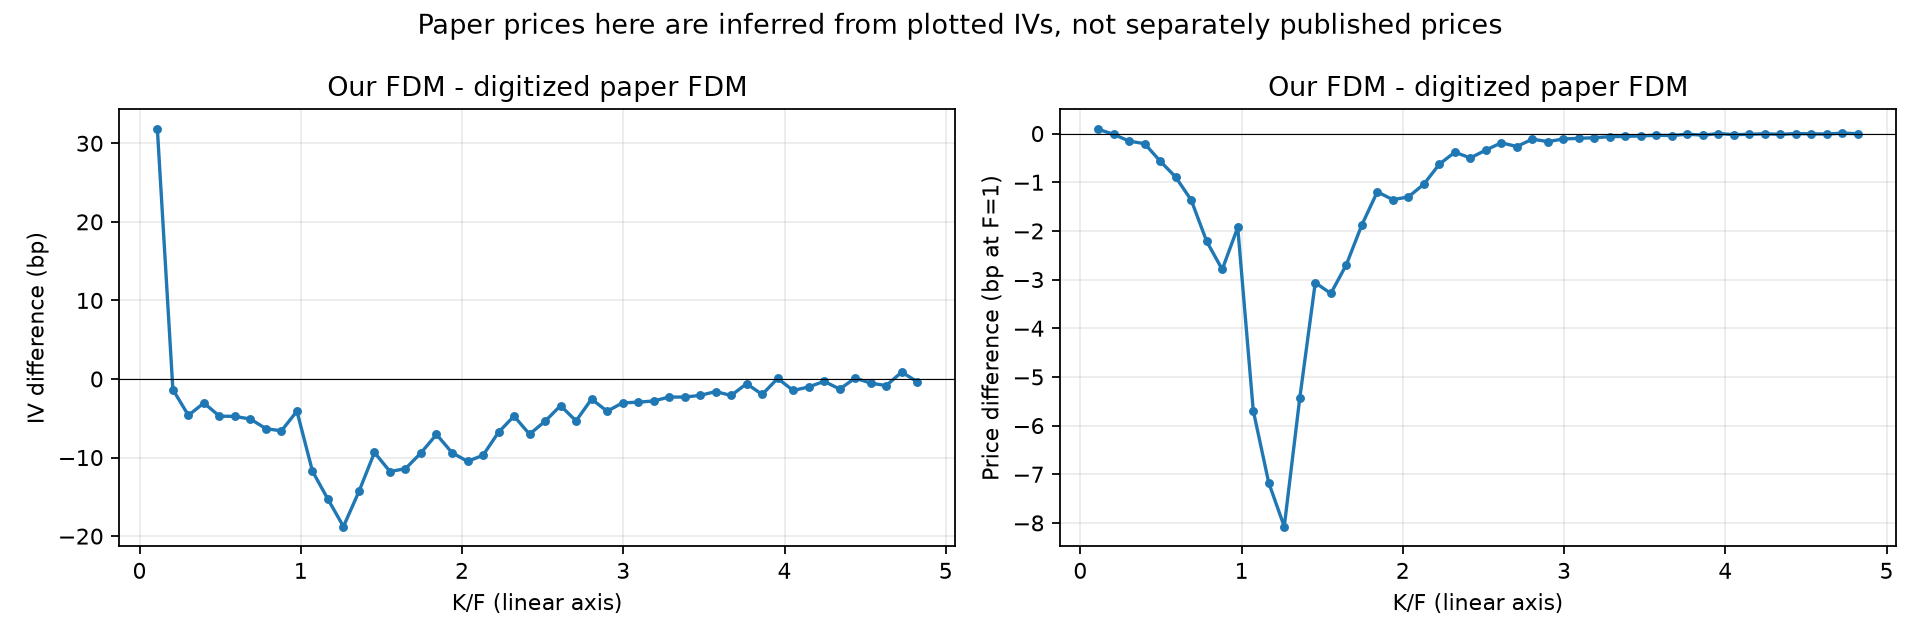 Paper prices here are inferred from plotted IVs, not separately published prices
Our FDM - digitized paper FDM
IV difference (bp)
30
20
10
0
−10
−20
0 1 2 3 4 5
K/F (linear axis)
Our FDM - digitized paper FDM
Price difference (bp at F=1)
0
−1
−2
−3
−4
−5
−6
−7
−8
0 1 2 3 4 5
K/F (linear axis)